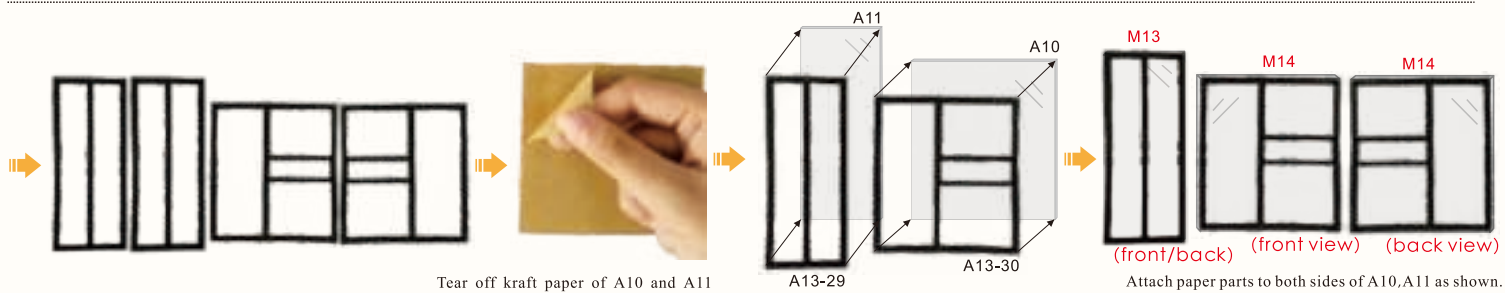 A11
A10
M13
M14
M14
A13-29
A13-30
(front/back)
(front view)
(back view)
Tear off kraft paper of A10 and A11
Attach paper parts to both sides of A10,A11 as shown.